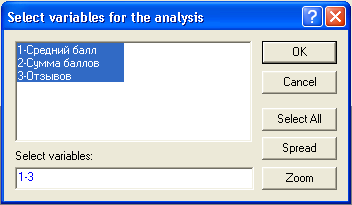 Select variables for the analysis
1-Средний балл
2-Сумма баллов
3-Отзывов
OK
Cancel
Select All
Spread
Zoom
Select variables:
1-3